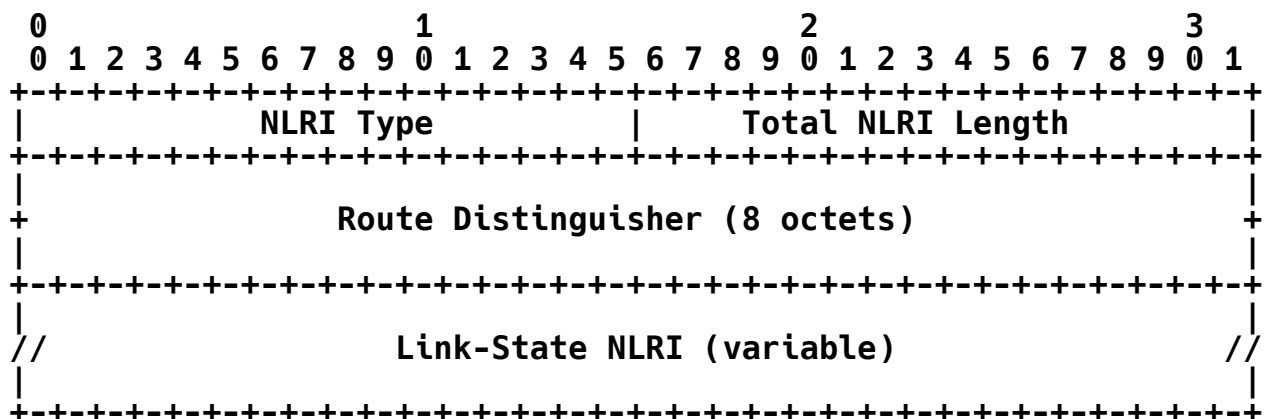 0                   1                   2                   3
 0 1 2 3 4 5 6 7 8 9 0 1 2 3 4 5 6 7 8 9 0 1 2 3 4 5 6 7 8 9 0 1
+-+-+-+-+-+-+-+-+-+-+-+-+-+-+-+-+-+-+-+-+-+-+-+-+-+-+-+-+-+-+-+-+
|            NLRI Type          |     Total NLRI Length         |
+-+-+-+-+-+-+-+-+-+-+-+-+-+-+-+-+-+-+-+-+-+-+-+-+-+-+-+-+-+-+-+-+
|                                                               |
+                Route Distinguisher (8 octets)                 +
|                                                               |
+-+-+-+-+-+-+-+-+-+-+-+-+-+-+-+-+-+-+-+-+-+-+-+-+-+-+-+-+-+-+-+-+
|                                                               |
//                  Link-State NLRI (variable)                 //
|                                                               |
+-+-+-+-+-+-+-+-+-+-+-+-+-+-+-+-+-+-+-+-+-+-+-+-+-+-+-+-+-+-+-+-+